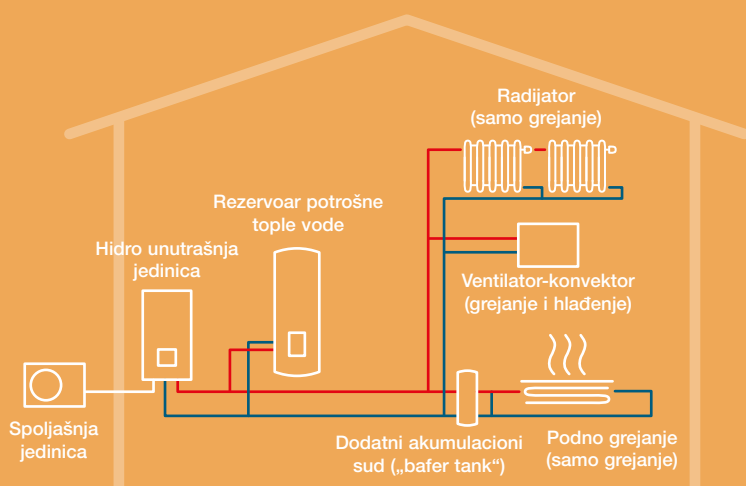 Radijator
(samo grejanje)
Rezervoar potrošne
tople vode
Hidro unutrašnja
jedinica
Ventilator-konvektor
(grejanje i hlađenje)
Spoljašnja
jedinica
Dodatni akumulacioni
sud („bafer tank“)
Podno grejanje
(samo grejanje)